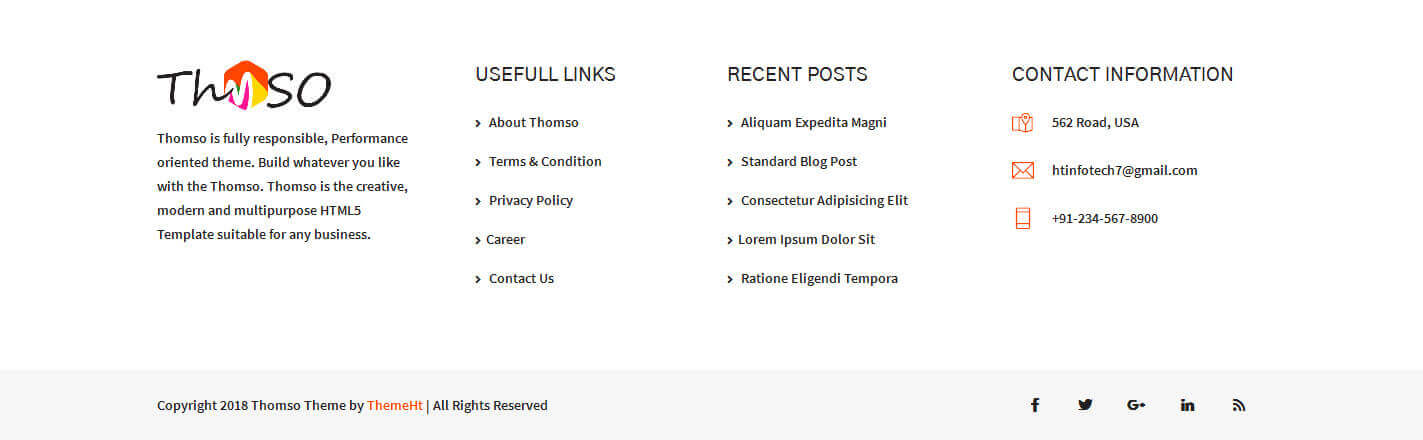 Thomso
Thomso is fully responsible, Performance
oriented theme. Build whatever you like
with the Thomso. Thomso is the creative,
modern and multipurpose HTML5
Template suitable for any business.
USEFULL LINKS
About Thomso
Terms & Condition
Privacy Policy
Career
Contact Us
RECENT POSTS
Aliquam Expedita Magni
Standard Blog Post
Consectetur Adipisicing Elit
Lorem Ipsum Dolor Sit
Ratione Eligendi Tempora
CONTACT INFORMATION
562 Road, USA
htinfotech7@gmail.com
+91-234-567-8900
Copyright 2018 Thomso Theme by ThemeHt | All Rights Reserved